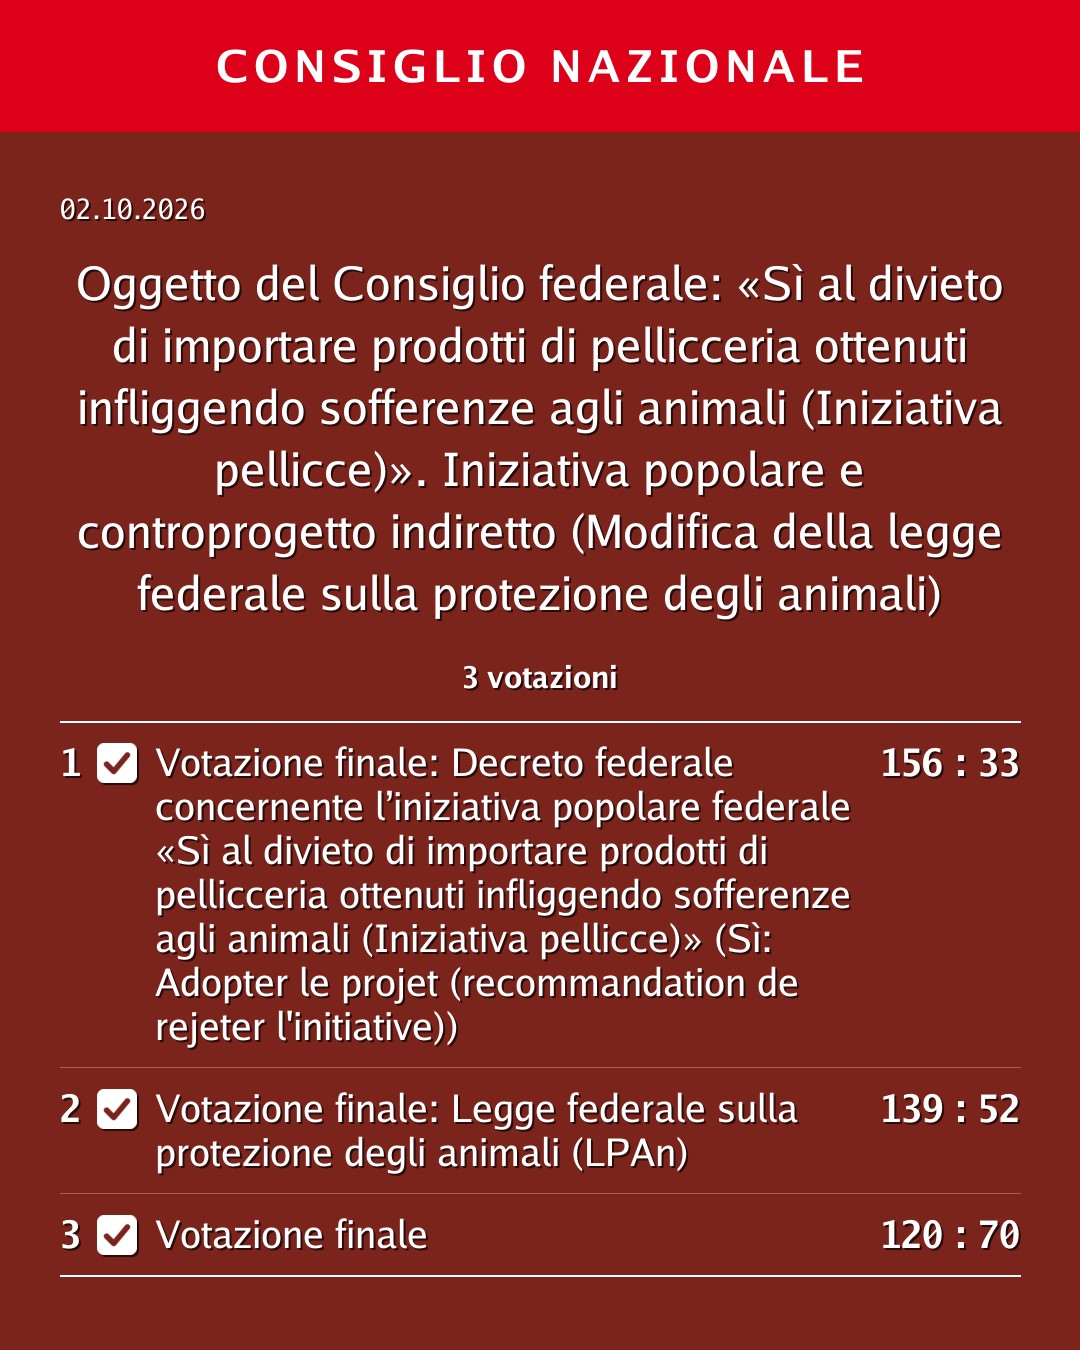 CONSIGLIO NAZIONALE
02.10.2026
Oggetto del Consiglio federale: «Sì al divieto
di importare prodotti di pellicceria ottenuti
infliggendo sofferenze agli animali (Iniziativa
pellicce)». Iniziativa popolare e
controprogetto indiretto (Modifica della legge
federale sulla protezione degli animali)
3 votazioni
1 Votazione finale: Decreto federale 156 : 33
concernente l’iniziativa popolare federale
«Sì al divieto di importare prodotti di
pellicceria ottenuti infliggendo sofferenze
agli animali (Iniziativa pellicce)» (Sì:
Adopter le projet (recommandation de
rejeter l'initiative))
2 Votazione finale: Legge federale sulla 139 : 52
protezione degli animali (LPAn)
3 Votazione finale 120 : 70